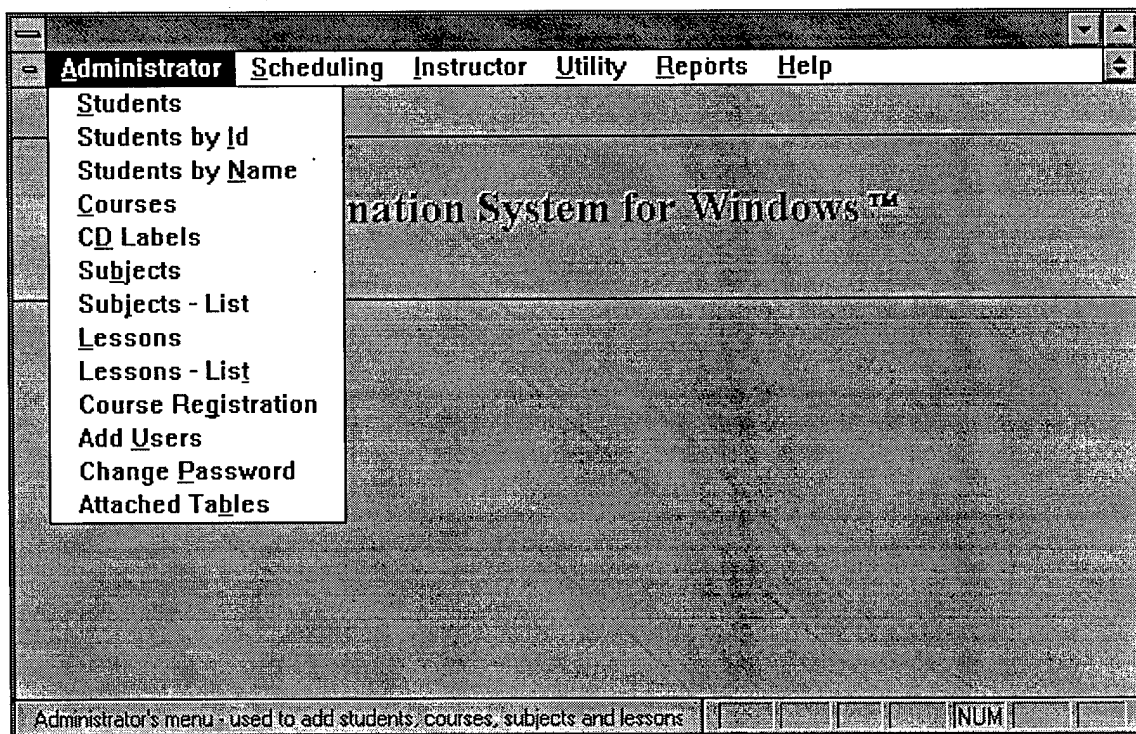 Administrator Scheduling Instructor Utility Reports Help
Students
Students by Id
Students by Name
Courses
CD Labels
Subjects
Subjects - List
Lessons
Lessons - List
Course Registration
Add Users
Change Password
Attached Tables
nation System for Windows™
Administrator's menu - used to add students, courses, subjects and lessons NUM